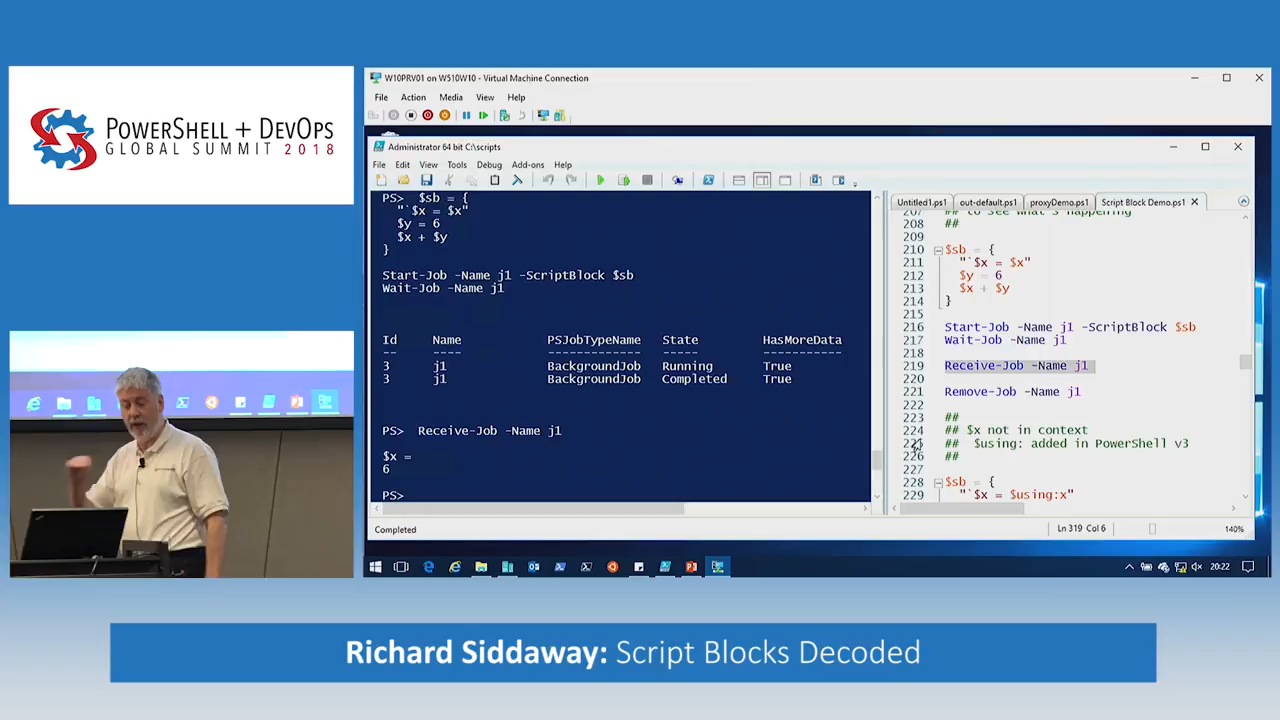 POWERSHELL + DEVOPS
GLOBAL SUMMIT 2018
W10PRV01 on W510W10 - Virtual Machine Connection
File Action Media View Help
Administrator 64 bit C:\scripts
File Edit View Tools Debug Add-ons Help
PS> $sb = {
"`$x = $x"
$y = 6
$x + $y
}
Start-Job -Name j1 -ScriptBlock $sb
Wait-Job -Name j1
Id Name PSJobTypeName State HasMoreData
-- ---- ------------- ----- -----------
3 j1 BackgroundJob Running True
3 j1 BackgroundJob Completed True
PS> Receive-Job -Name j1
$x =
6
PS>
Completed
Untitled1.ps1 out-default.ps1 proxyDemo.ps1 Script Block Demo.ps1
207 ## to see what's happening
208 ##
209
210 $sb = {
211 "`$x = $x"
212 $y = 6
213 $x + $y
214 }
215
216 Start-Job -Name j1 -ScriptBlock $sb
217 Wait-Job -Name j1
218
219 Receive-Job -Name j1
220
221 Remove-Job -Name j1
222
223 ##
224 ## $x not in context
225 ## $using: added in PowerShell v3
226 ##
227
228 $sb = {
229 "`$x = $using:x"
Ln 319 Col 6 140%
20:22
Richard Siddaway: Script Blocks Decoded